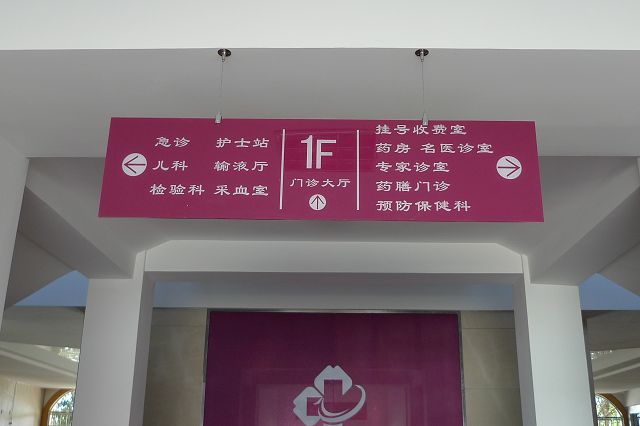 急诊 护士站
儿科 输液厅
检验科 采血室
1F
门诊大厅
挂号收费室
药房 名医诊室
专家诊室
药膳门诊
预防保健科